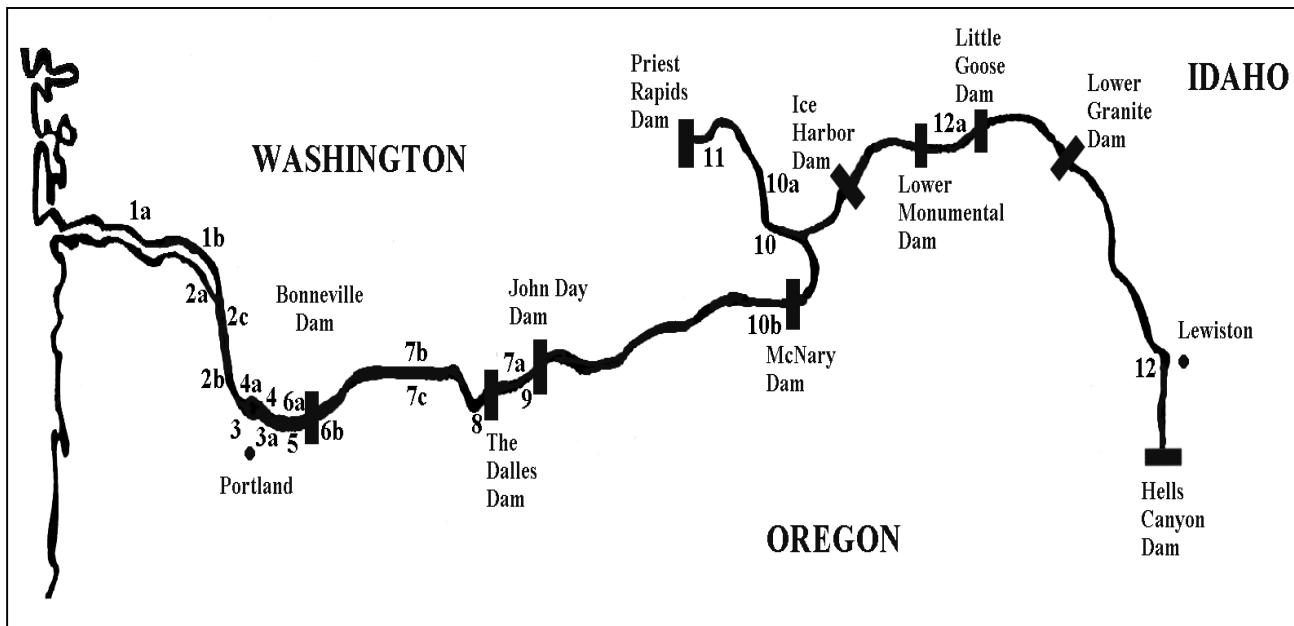 Little
Goose
Dam
IDAHO
Priest
Rapids
Dam
Lower
Granite
Dam
Ice
Harbor
Dam
12a
WASHINGTON
11
10a
Lower
Monumental
Dam
1a
1b
10
2a
2c
Bonneville
Dam
John Day
Dam
10b
McNary
Dam
Lewiston
12
7b
7a
7c
9
2b
4a
4
6a
3
3a
5
6b
8
The
Dalles
Dam
Portland
Hells
Canyon
Dam
OREGON